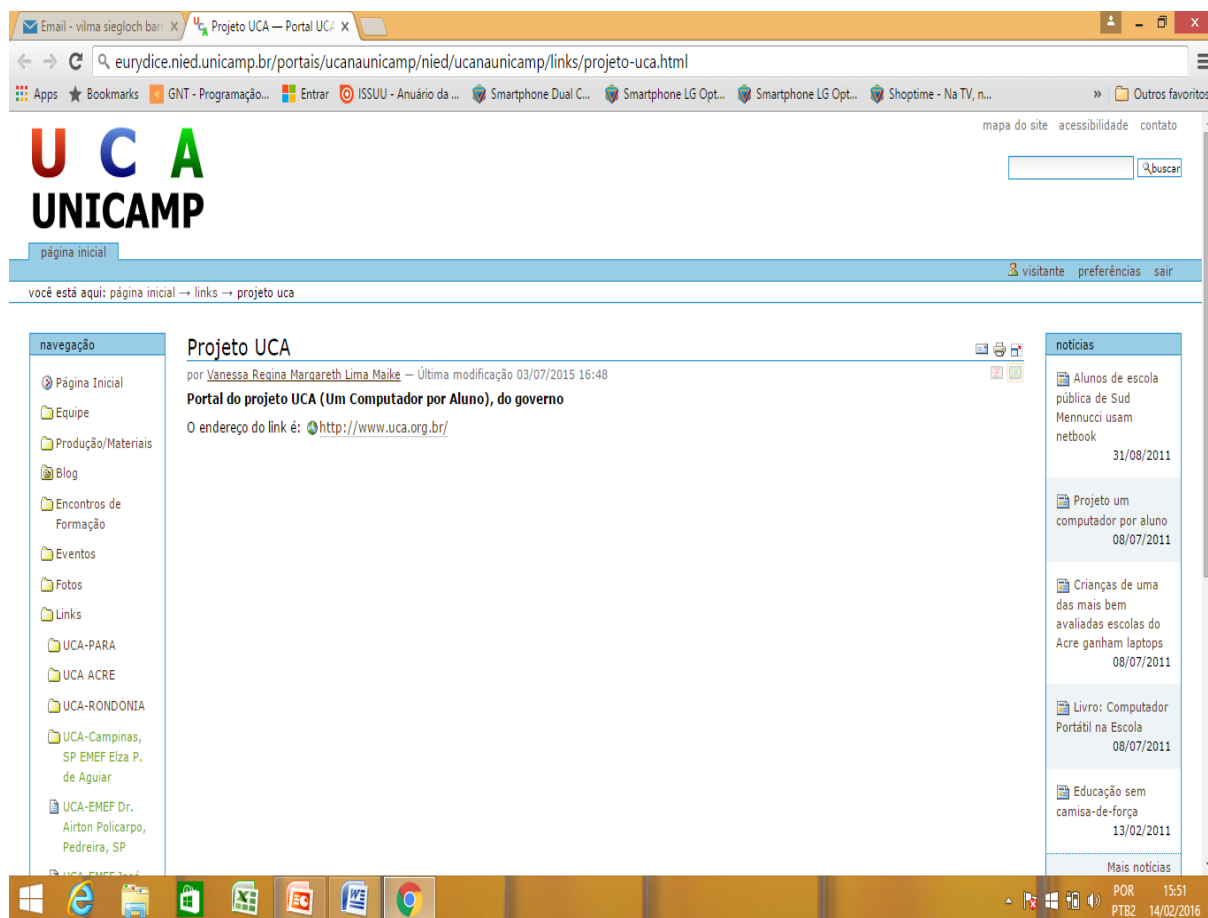 Email - vilma siegloch barr
Projeto UCA — Portal UCA
eurydice.nied.unicamp.br/portais/ucanaunicamp/nied/ucanaunicamp/links/projeto-uca.html
Apps Bookmarks GNT - Programação... Entrar ISSUU - Anuário da ... Smartphone Dual C... Smartphone LG Opt... Smartphone LG Opt... Shoptime - Na TV, n... » Outros favoritos
mapa do site acessibilidade contato
U C A
UNICAMP
buscar
página inicial
visitante preferências sair
você está aqui: página inicial → links → projeto uca
navegação
Página Inicial
Equipe
Produção/Materiais
Blog
Encontros de
Formação
Eventos
Fotos
Links
UCA-PARA
UCA ACRE
UCA-RONDONIA
UCA-Campinas,
SP EMEF Elza P.
de Aguiar
UCA-EMEF Dr.
Airton Policarpo,
Pedreira, SP
Projeto UCA
por Vanessa Regina Margareth Lima Maike — Última modificação 03/07/2015 16:48
Portal do projeto UCA (Um Computador por Aluno), do governo
O endereço do link é: http://www.uca.org.br/
notícias
Alunos de escola
pública de Sud
Mennucci usam
netbook
31/08/2011
Projeto um
computador por aluno
08/07/2011
Crianças de uma
das mais bem
avaliadas escolas do
Acre ganham laptops
08/07/2011
Livro: Computador
Portátil na Escola
08/07/2011
Educação sem
camisa-de-força
13/02/2011
Mais notícias
POR 15:51
PTB2 14/02/2016